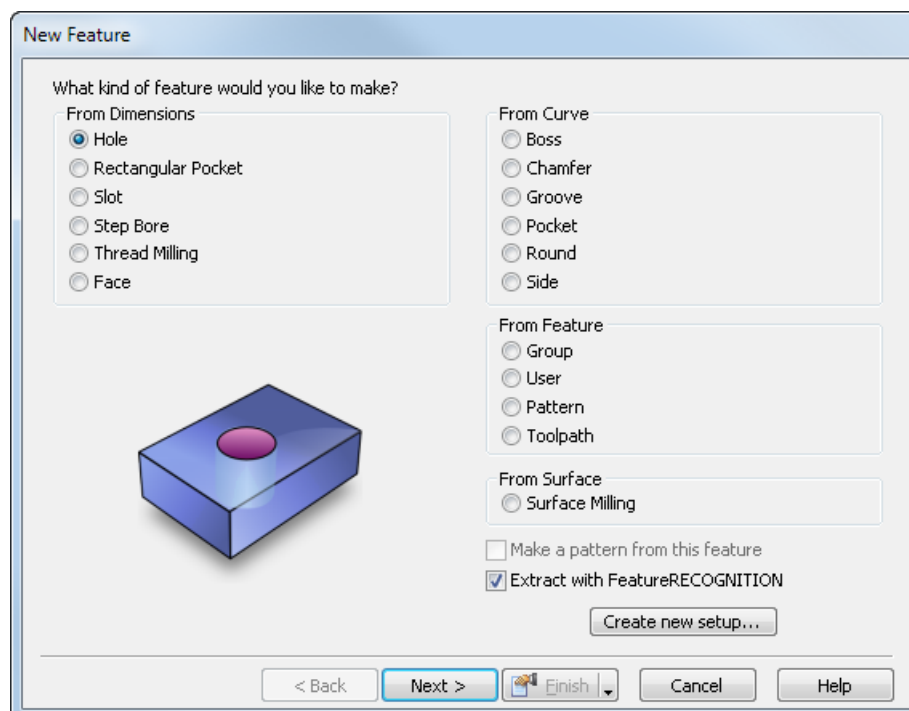 New Feature
What kind of feature would you like to make?
From Dimensions
Hole
Rectangular Pocket
Slot
Step Bore
Thread Milling
Face
From Curve
Boss
Chamfer
Groove
Pocket
Round
Side
From Feature
Group
User
Pattern
Toolpath
From Surface
Surface Milling
Make a pattern from this feature
Extract with FeatureRECOGNITION
Create new setup...
< Back Next > Finish Cancel Help